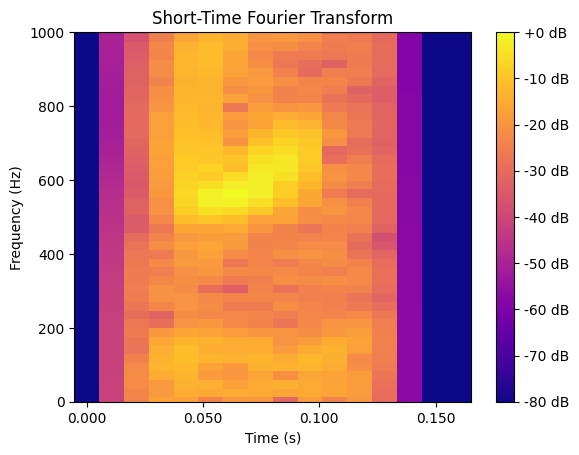 Short-Time Fourier Transform
1000
800
600
400
200
0
Frequency (Hz)
0.000
0.050
0.100
0.150
Time (s)
+0 dB
-10 dB
-20 dB
-30 dB
-40 dB
-50 dB
-60 dB
-70 dB
-80 dB